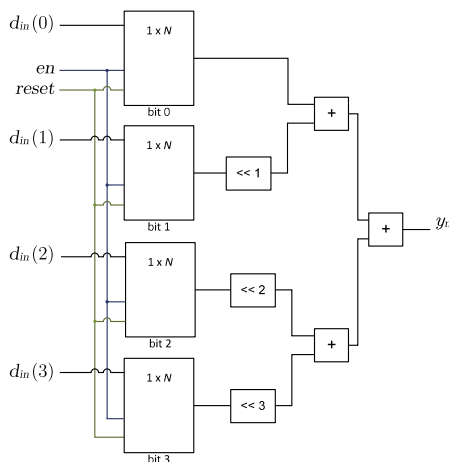 d_in(0)
1 x N
en
reset
bit 0
+
d_in(1)
1 x N
<< 1
bit 1
+
d_in(2)
1 x N
<< 2
bit 2
+
d_in(3)
1 x N
<< 3
bit 3